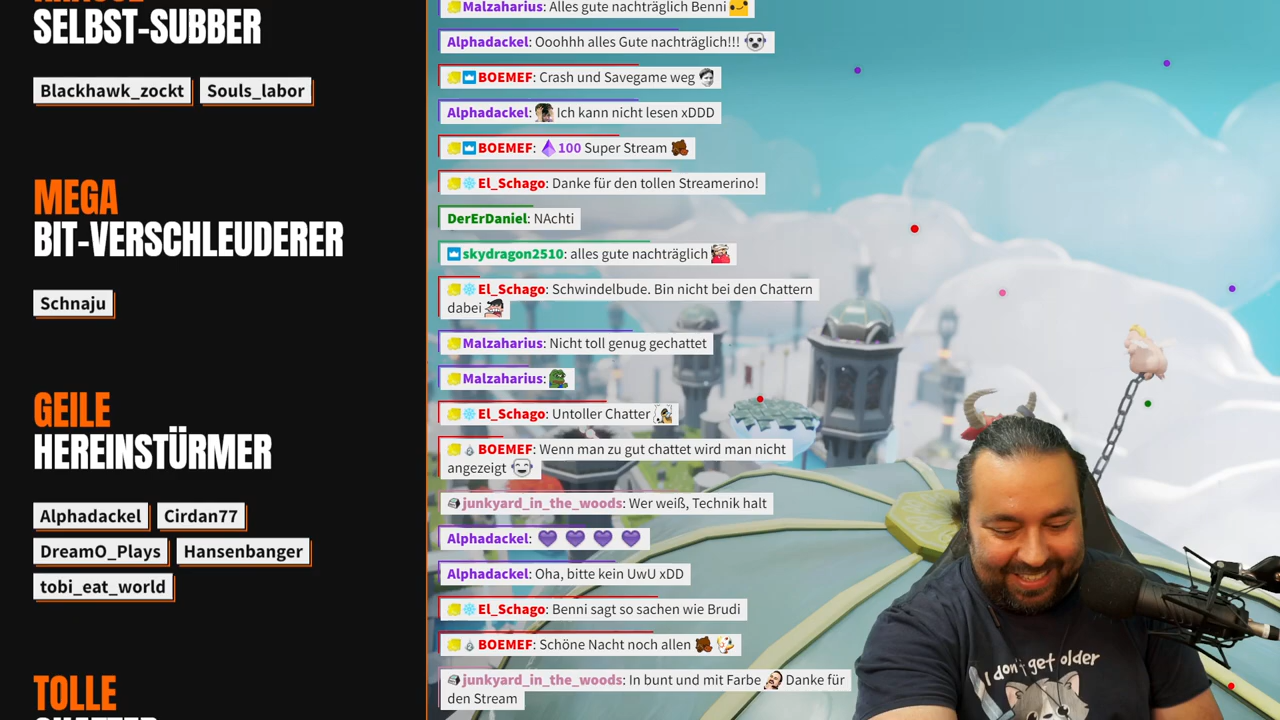 SELBST-SUBBER
Blackhawk_zockt Souls_labor
MEGA
BIT-VERSCHLEUDERER
Schnaju
GEILE
HEREINSTÜRMER
Alphadackel Cirdan77
DreamO_Plays Hansenbanger
tobi_eat_world
TOLLE
Malzaharius: Alles gute nachträglich Benni
Alphadackel: Ooohhh alles Gute nachträglich!!!
BOEMEF: Crash und Savegame weg
Alphadackel: Ich kann nicht lesen xDDD
BOEMEF: 100 Super Stream
El_Schago: Danke für den tollen Streamerino!
DerErDaniel: NAchti
skydragon2510: alles gute nachträglich
El_Schago: Schwindelbude. Bin nicht bei den Chattern
dabei
Malzaharius: Nicht toll genug gechattet
Malzaharius:
El_Schago: Untoller Chatter
BOEMEF: Wenn man zu gut chattet wird man nicht
angezeigt
junkyard_in_the_woods: Wer weiß, Technik halt
Alphadackel:
Alphadackel: Oha, bitte kein UwU xDD
El_Schago: Benni sagt so sachen wie Brudi
BOEMEF: Schöne Nacht noch allen
junkyard_in_the_woods: In bunt und mit Farbe Danke für
den Stream
I don't get older